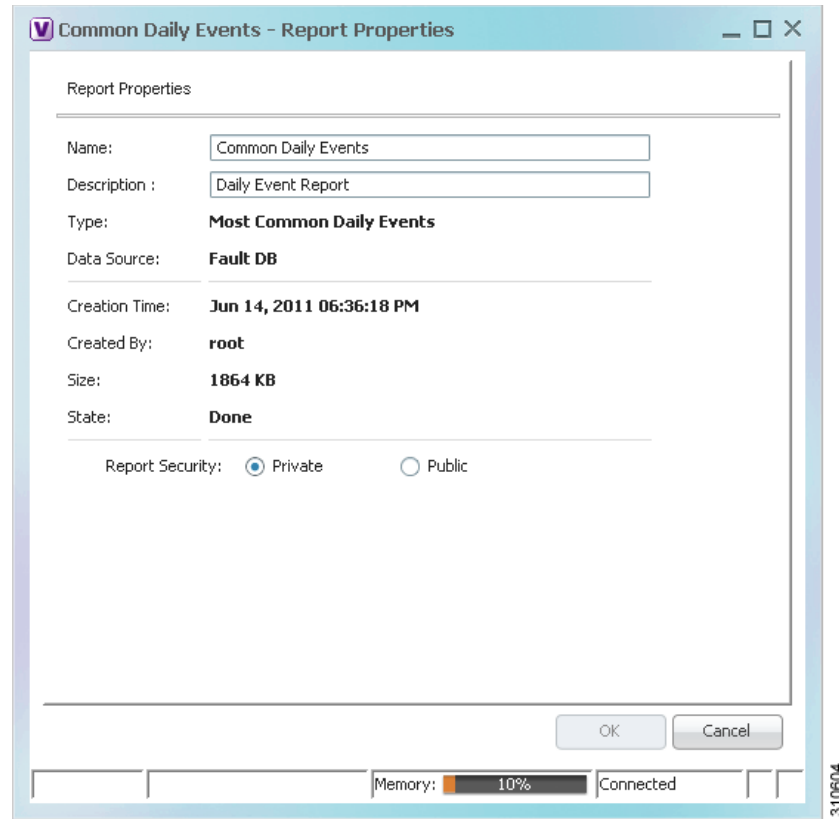 V Common Daily Events - Report Properties
Report Properties
Name: Common Daily Events
Description : Daily Event Report
Type: Most Common Daily Events
Data Source: Fault DB
Creation Time: Jun 14, 2011 06:36:18 PM
Created By: root
Size: 1864 KB
State: Done
Report Security: Private Public
OK Cancel
Memory: 10% Connected
310604